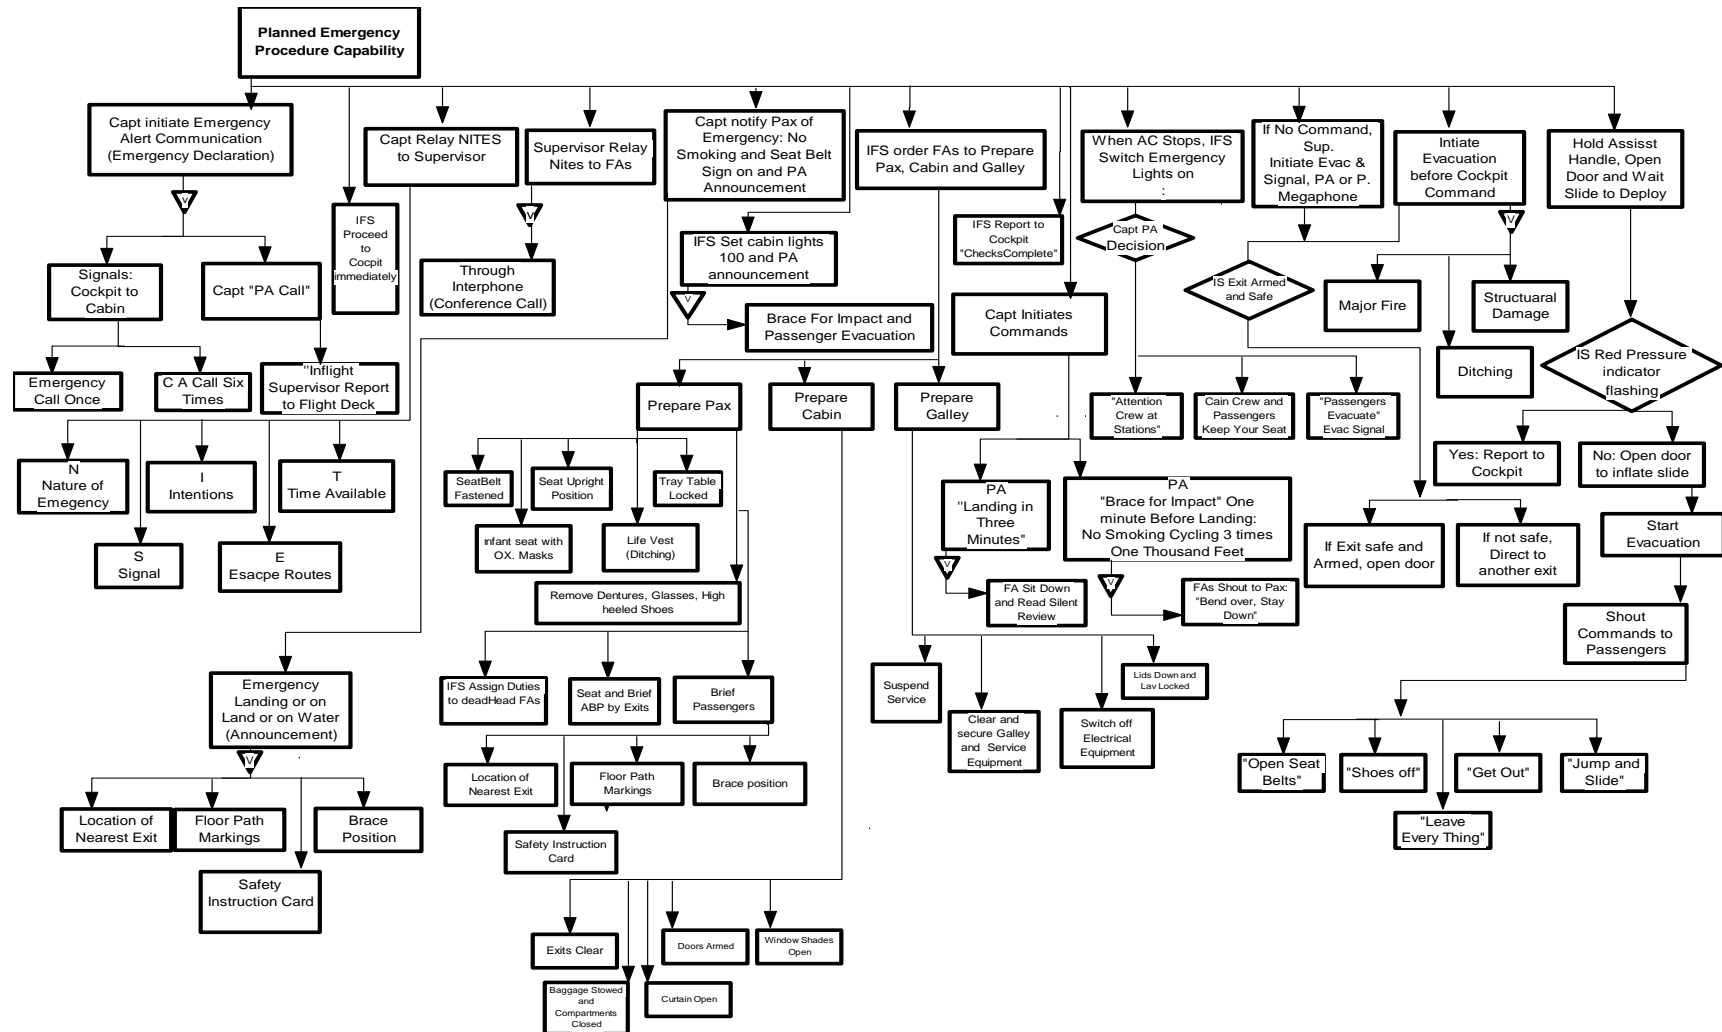 Planned Emergency
Procedure Capability
Capt initiate Emergency
Alert Communication
(Emergency Declaration)
IFS
Proceed
to
Cocpit
immediately
Capt Relay NITES
to Supervisor
Supervisor Relay
Nites to FAs
Capt notify Pax of
Emergency: No
Smoking and Seat Belt
Sign on and PA
Announcement
IFS order FAs to Prepare
Pax, Cabin and Galley
When AC Stops, IFS
Switch Emergency
Lights on
:
If No Command,
Sup.
Initiate Evac &
Signal, PA or P.
Megaphone
Intiate
Evacuation
before Cockpit
Command
Hold Assisst
Handle, Open
Door and Wait
Slide to Deploy
V
V
V
Signals:
Cockpit to
Cabin
Capt "PA Call"
Through
Interphone
(Conference Call)
IFS Set cabin lights
100 and PA
announcement
V
Brace For Impact and
Passenger Evacuation
IFS Report to
Cockpit
"ChecksComplete"
Capt PA
Decision
IS Exit Armed
and Safe
Major Fire
Structuaral
Damage
Ditching
Capt Initiates
Commands
IS Red Pressure
indicator
flashing
Emergency
Call Once
C A Call Six
Times
"Inflight
Supervisor Report
to Flight Deck
Prepare Pax
Prepare
Cabin
Prepare
Galley
"Attention
Crew at
Stations"
Cain Crew and
Passengers
Keep Your Seat
"Passengers
Evacuate"
Evac Signal
Yes: Report to
Cockpit
No: Open door
to inflate slide
N
Nature of
Emegency
I
Intentions
T
Time Available
S
Signal
E
Esacpe Routes
SeatBelt
Fastened
Seat Upright
Position
Tray Table
Locked
infant seat with
OX. Masks
Life Vest
(Ditching)
Remove Dentures, Glasses, High
heeled Shoes
PA
"Landing in
Three
Minutes"
PA
"Brace for Impact" One
minute Before Landing:
No Smoking Cycling 3 times
One Thousand Feet
V
V
FA Sit Down
and Read Silent
Review
FAs Shout to Pax:
"Bend over, Stay
Down"
If Exit safe and
Armed, open door
If not safe,
Direct to
another exit
Start
Evacuation
Shout
Commands to
Passengers
Emergency
Landing or on
Land or on Water
(Announcement)
V
IFS Assign Duties
to deadHead FAs
Seat and Brief
ABP by Exits
Brief
Passengers
Suspend
Service
Clear and
secure Galley
and Service
Equipment
Switch off
Electrical
Equipment
Lids Down and
Lav Locked
Location of
Nearest Exit
Floor Path
Markings
Brace position
Safety Instruction
Card
"Open Seat
Belts"
"Shoes off"
"Get Out"
"Jump and
Slide"
"Leave
Every Thing"
Location of
Nearest Exit
Floor Path
Markings
Brace
Position
Safety
Instruction Card
Exits Clear
Doors Armed
Window Shades
Open
Baggage Stowed
and
Compartments
Closed
Curtain Open